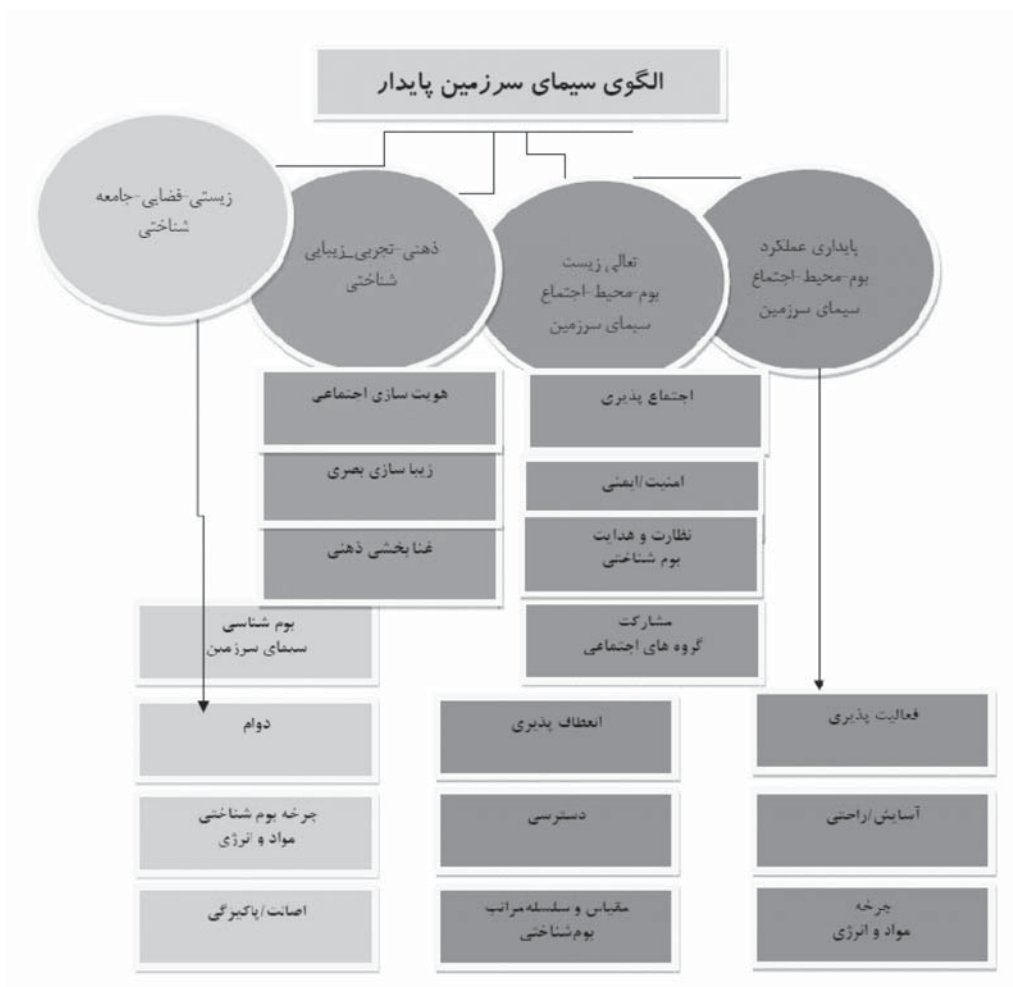 الگوی سیمای سرزمین پایدار
پایداری عملکرد
بوم-محیط-اجتماع
سیمای سرزمین
تعالی زیست
بوم-محیط-اجتماع
سیمای سرزمین
ذهنی-تجربی_زیبایی
شناختی
زیستی-فضایی-جامعه
شناختی
اجتماع پذیری
هویت سازی اجتماعی
امنیت/ایمنی
زیبا سازی بصری
نظارت و هدایت
بوم شناختی
غنا بخشی ذهنی
مشارکت
گروه های اجتماعی
بوم شناسی
سیمای سرزمین
فعالیت پذیری
انعطاف پذیری
دوام
آسایش/راحتی
دسترسی
چرخه بوم شناختی
مواد و انرژی
چرخه
مواد و انرژی
مقیاس و سلسله مراتب
بوم شناختی
اصالت/پاکیزگی